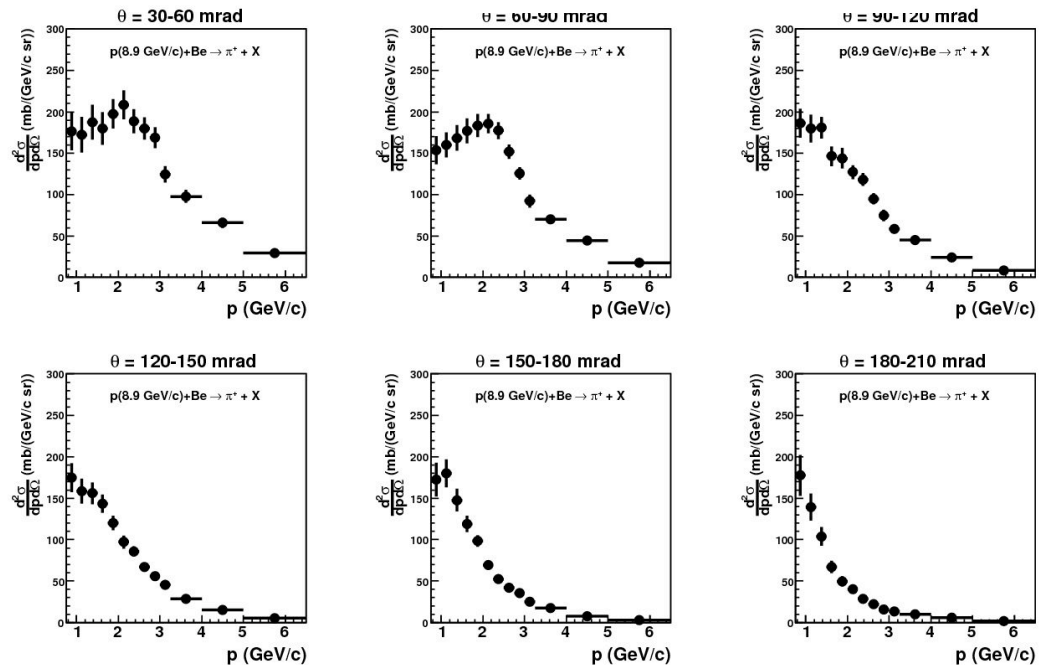 θ = 30-60 mrad
p(8.9 GeV/c)+Be → π⁺ + X
d²σ/dpdΩ (mb/(GeV/c sr))
300
250
200
150
100
50
0
1 2 3 4 5 6
p (GeV/c)
θ = 60-90 mrad
p(8.9 GeV/c)+Be → π⁺ + X
d²σ/dpdΩ (mb/(GeV/c sr))
300
250
200
150
100
50
0
1 2 3 4 5 6
p (GeV/c)
θ = 90-120 mrad
p(8.9 GeV/c)+Be → π⁺ + X
d²σ/dpdΩ (mb/(GeV/c sr))
300
250
200
150
100
50
0
1 2 3 4 5 6
p (GeV/c)
θ = 120-150 mrad
p(8.9 GeV/c)+Be → π⁺ + X
d²σ/dpdΩ (mb/(GeV/c sr))
300
250
200
150
100
50
0
1 2 3 4 5 6
p (GeV/c)
θ = 150-180 mrad
p(8.9 GeV/c)+Be → π⁺ + X
d²σ/dpdΩ (mb/(GeV/c sr))
300
250
200
150
100
50
0
1 2 3 4 5 6
p (GeV/c)
θ = 180-210 mrad
p(8.9 GeV/c)+Be → π⁺ + X
d²σ/dpdΩ (mb/(GeV/c sr))
300
250
200
150
100
50
0
1 2 3 4 5 6
p (GeV/c)